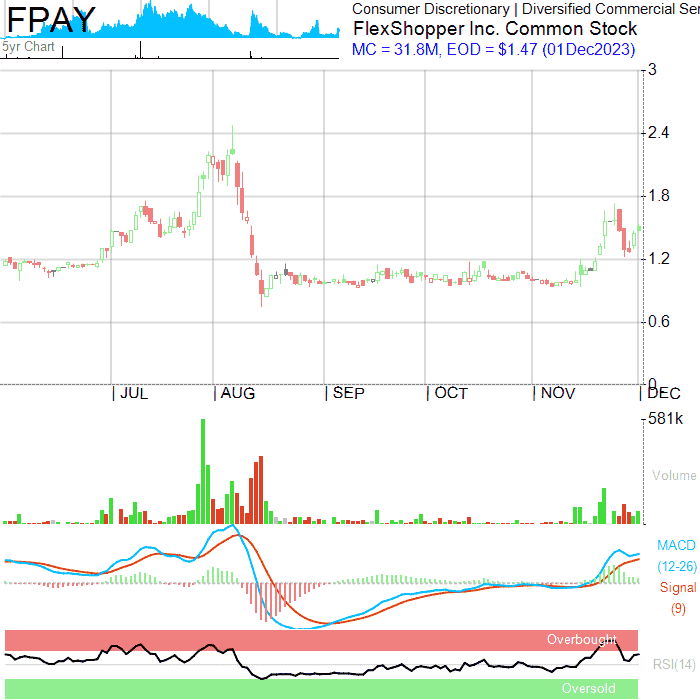 FPAY
5yr Chart
Consumer Discretionary | Diversified Commercial Ser
FlexShopper Inc. Common Stock
MC = 31.8M, EOD = $1.47 (01Dec2023)
3
2.4
1.8
1.2
0.6
0
| JUL | AUG | SEP | OCT | NOV | DEC
581k
Volume
MACD
(12-26)
Signal
(9)
Overbought
RSI(14)
Oversold